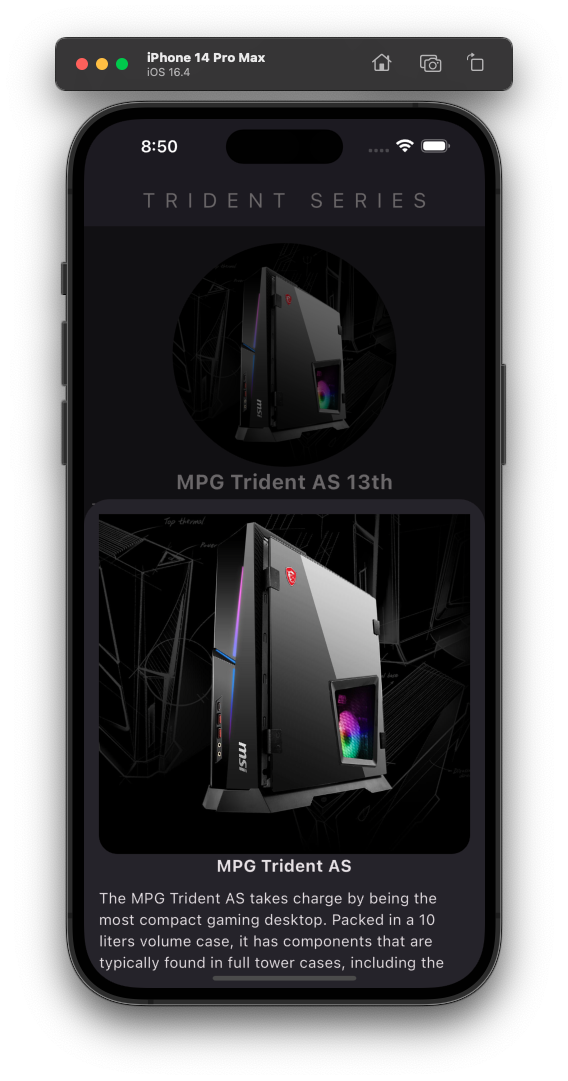 iPhone 14 Pro Max
iOS 16.4
8:50
TRIDENT SERIES
msi
MPG Trident AS 13th
Top thermal
msi
MPG Trident AS
The MPG Trident AS takes charge by being the
most compact gaming desktop. Packed in a 10
liters volume case, it has components that are
typically found in full tower cases, including the